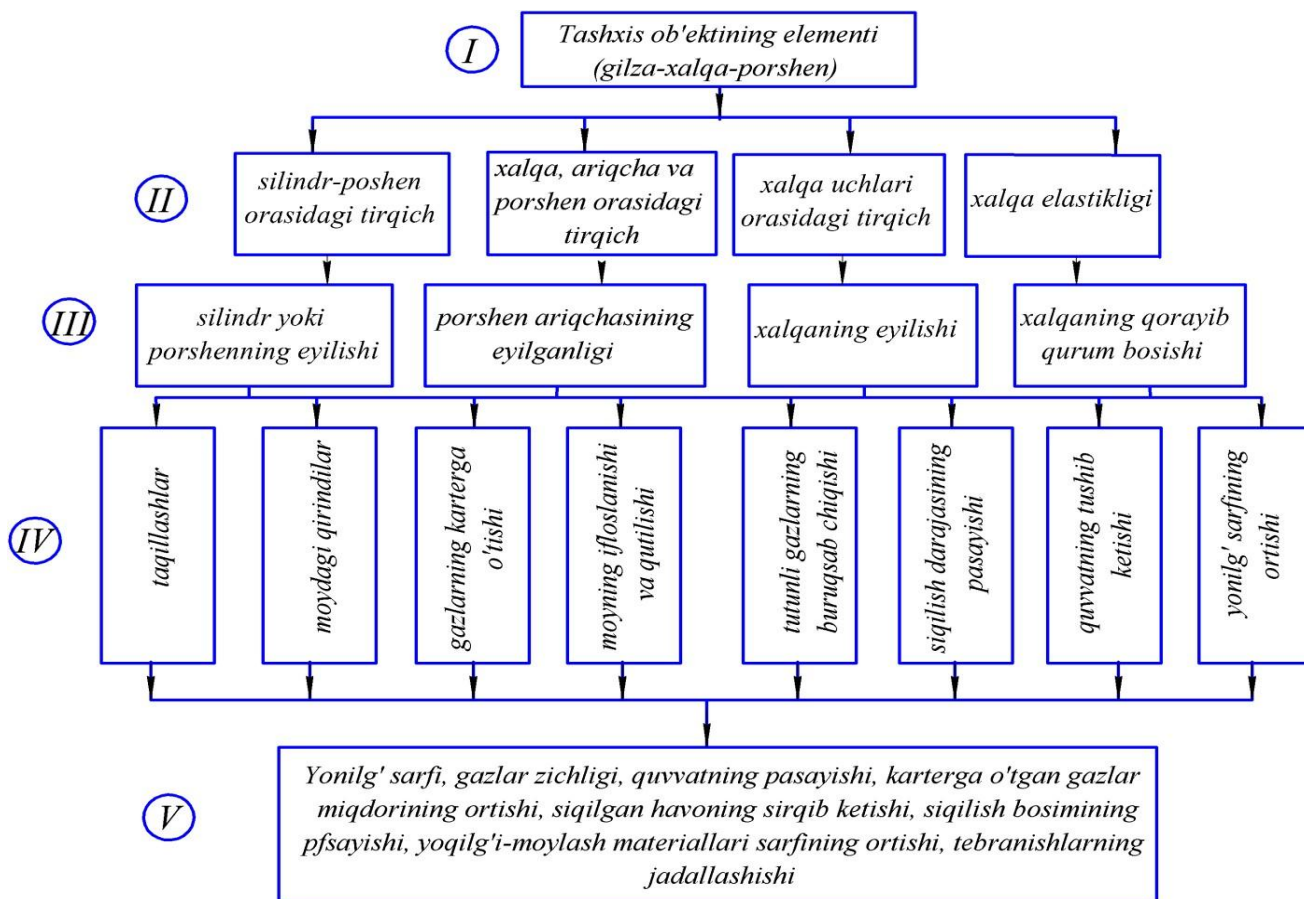 I
Tashxis ob'ektining elementi
(gilza-xalqa-porshen)
II
silindr-poshen
orasidagi tirqich
xalqa, ariqcha va
porshen orasidagi
tirqich
xalqa uchlari
orasidagi tirqich
xalqa elastikligi
III
silindr yoki
porshenning eyilishi
porshen ariqchasining
eyilganligi
xalqaning eyilishi
xalqaning qorayib
qurum bosishi
IV
taqillashlar
moydagi qirindilar
gazlarning karterga
o'tishi
moyning ifloslanishi
va qutilishi
tutunli gazlarning
buruqsab chiqishi
siqilish darajasining
pasayishi
quvvatning tushib
ketishi
yonilg' sarfining
ortishi
V
Yonilg' sarfi, gazlar zichligi, quvvatning pasayishi, karterga o'tgan gazlar
miqdorining ortishi, siqilgan havoning sirqib ketishi, siqilish bosimining
pfsayishi, yoqilg'i-moylash materiallari sarfining ortishi, tebranishlarning
jadallashishi